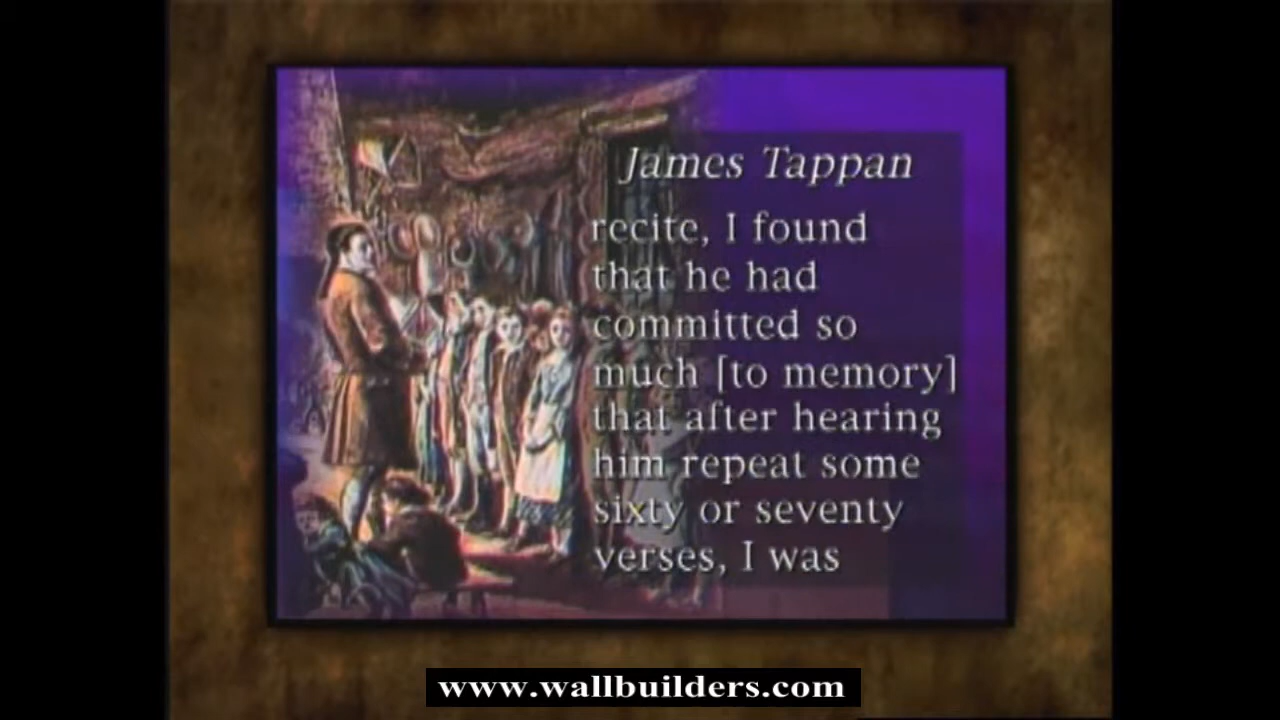 James Tappan
recite, I found
that he had
committed so
much [to memory]
that after hearing
him repeat some
sixty or seventy
verses, I was
www.wallbuilders.com